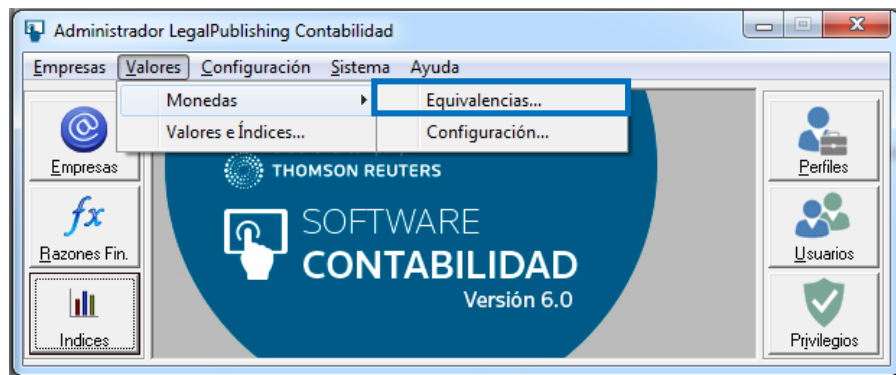 Administrador LegalPublishing Contabilidad
Empresas Valores Configuración Sistema Ayuda
Monedas
Equivalencias...
Valores e Índices...
Configuración...
Empresas
THOMSON REUTERS
Perfiles
fx
SOFTWARE
Razones Fin.
CONTABILIDAD
Usuarios
Versión 6.0
Indices
Privilegios